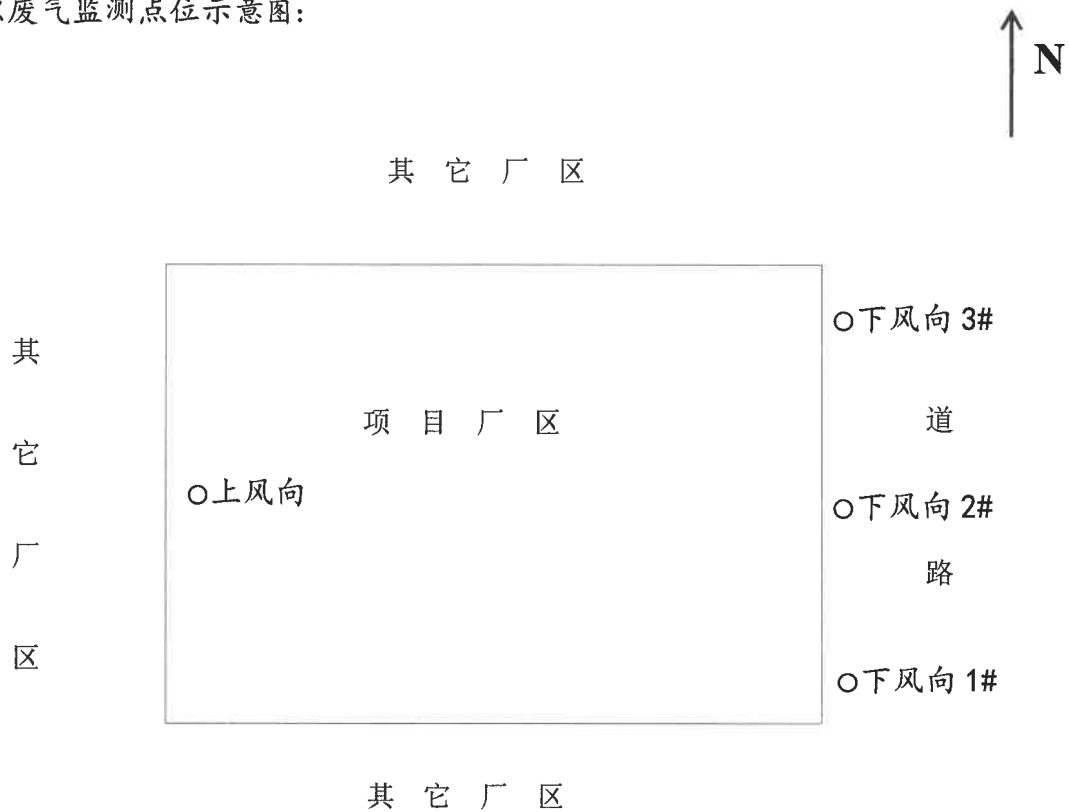 废气监测点位示意图：
N
其它厂区
○下风向 3#
其它厂区
项目厂区
道路
○上风向
○下风向 2#
○下风向 1#
其它厂区